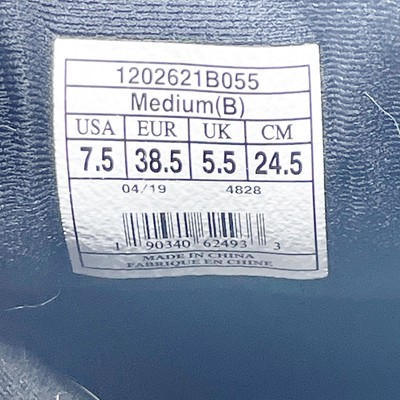 1202621B055
Medium(B)
USA EUR UK CM
7.5 38.5 5.5 24.5
04/19 4828
1 90340 62493 3
MADE IN CHINA
FABRIQUE EN CHINE